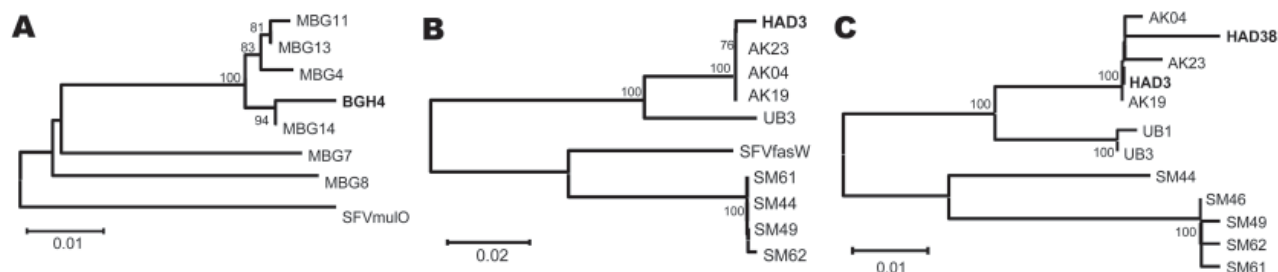 A
MBG11
81
MBG13
83
MBG4
100
BGH4
94
MBG14
MBG7
MBG8
SFVmulO
0.01
B
HAD3
76
AK23
100
AK04
AK19
100
UB3
SFVfasW
SM61
SM44
100
SM49
SM62
0.02
C
AK04
HAD38
AK23
100
HAD3
AK19
100
UB1
100
UB3
SM44
SM46
SM49
100
SM62
SM61
0.01